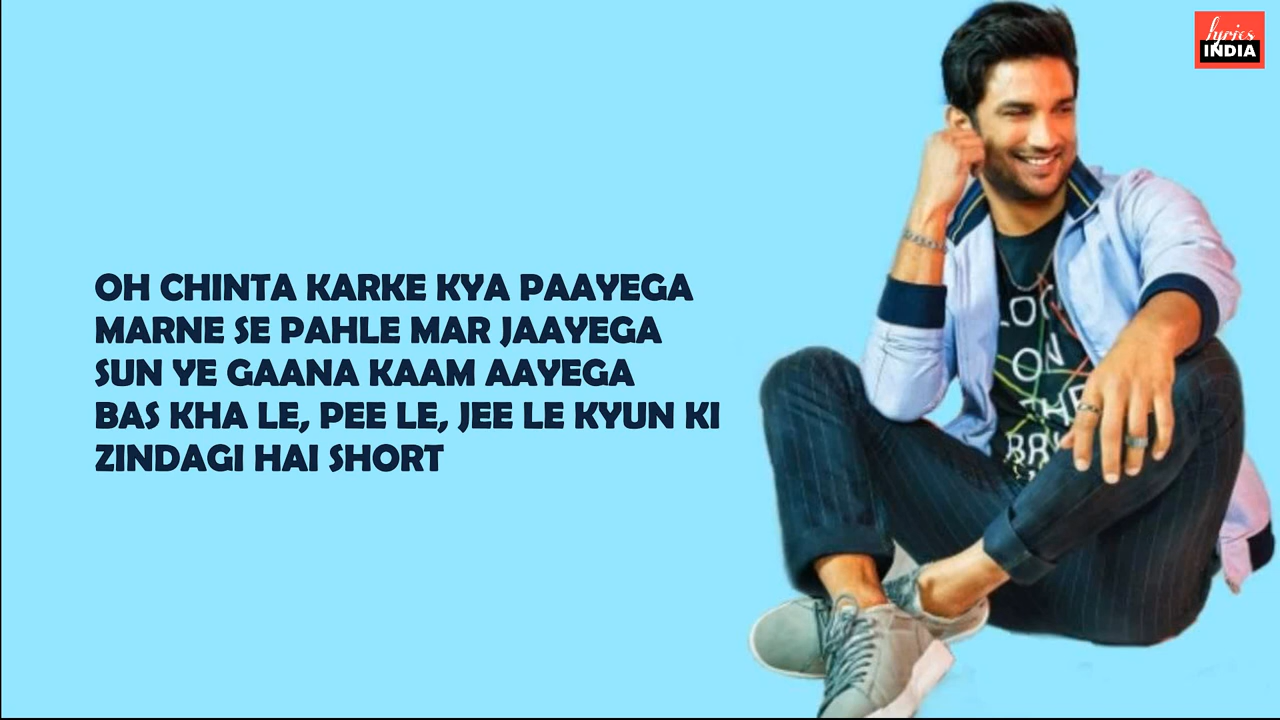 lyrics
INDIA
OH CHINTA KARKE KYA PAAYEGA
MARNE SE PAHLE MAR JAAYEGA
SUN YE GAANA KAAM AAYEGA
BAS KHA LE, PEE LE, JEE LE KYUN KI
ZINDAGI HAI SHORT
ON